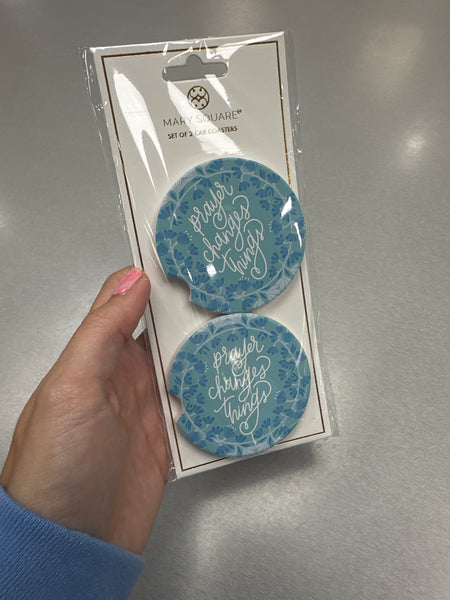 MARY SQUARE
SET OF 2 CAR COASTERS
prayer
changes
things
prayer
changes
things